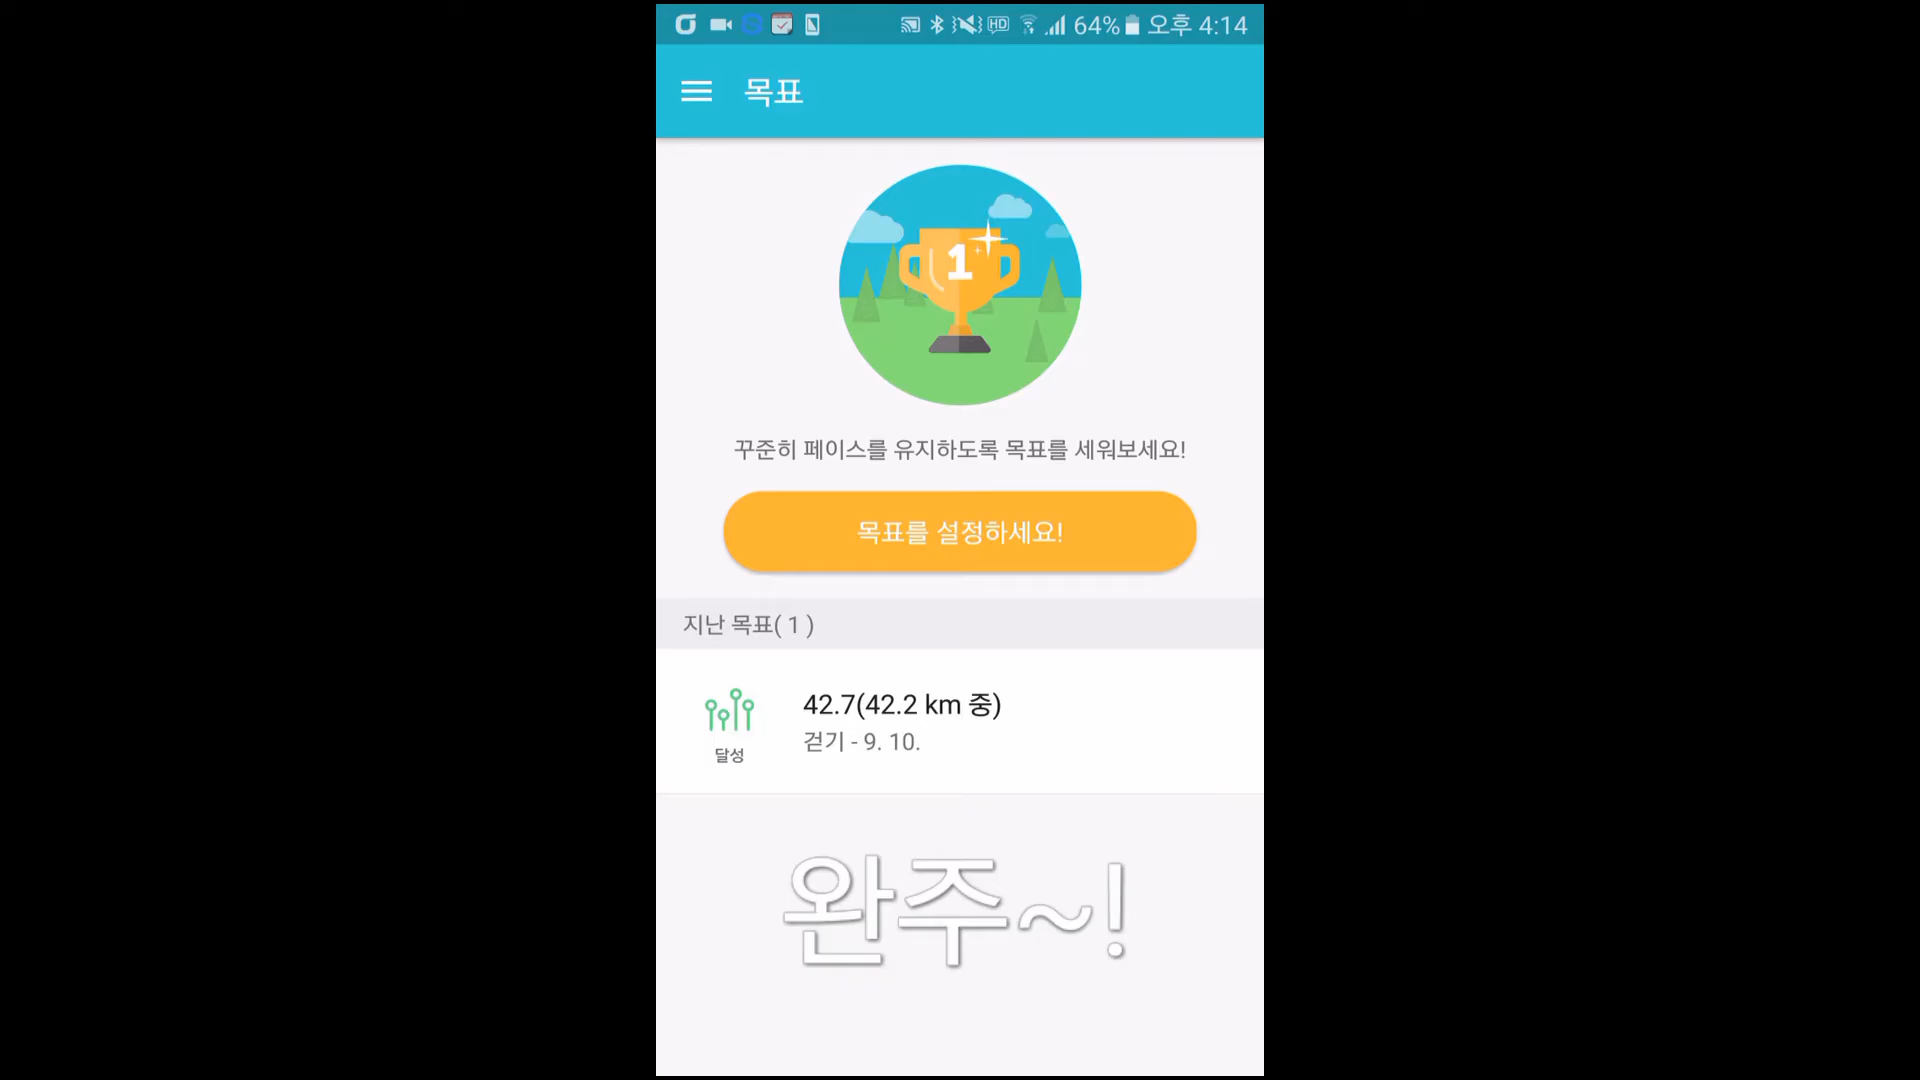 HD 64% 오후 4:14
목표
1
꾸준히 페이스를 유지하도록 목표를 세워보세요!
목표를 설정하세요!
지난 목표( 1 )
42.7(42.2 km 중)
걷기 - 9. 10.
달성
완주~!